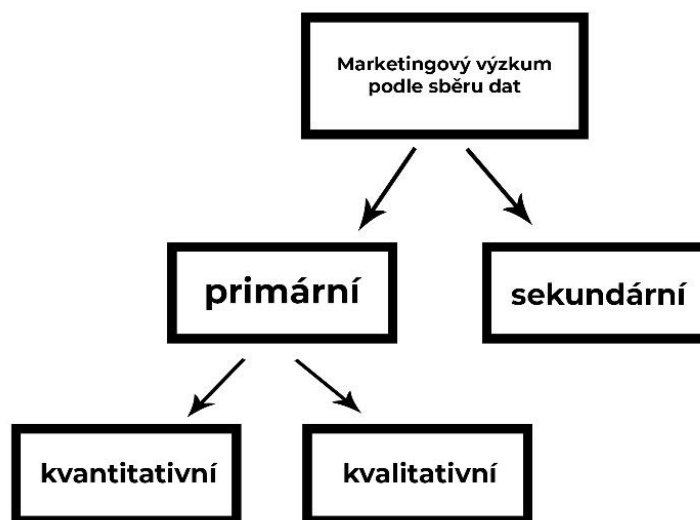 Marketingový výzkum
podle sběru dat
primární
sekundární
kvantitativní
kvalitativní